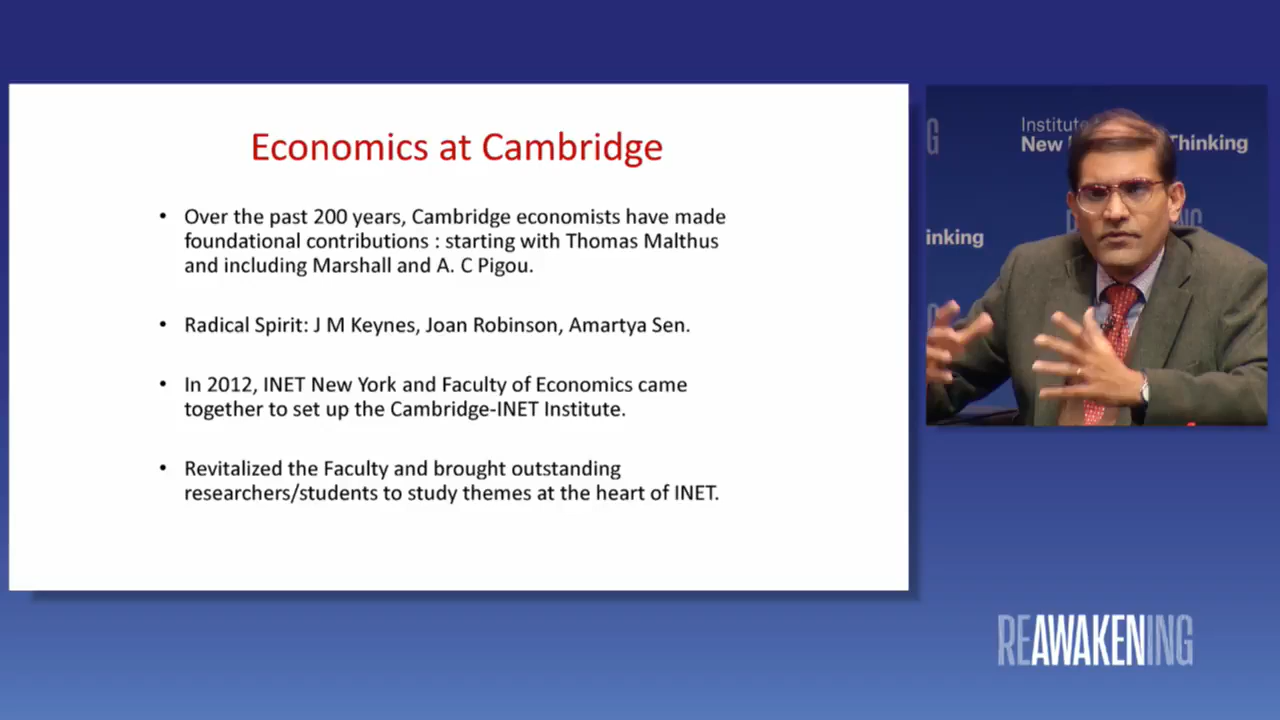 Economics at Cambridge
• Over the past 200 years, Cambridge economists have made
foundational contributions : starting with Thomas Malthus
and including Marshall and A. C Pigou.
• Radical Spirit: J M Keynes, Joan Robinson, Amartya Sen.
• In 2012, INET New York and Faculty of Economics came
together to set up the Cambridge-INET Institute.
• Revitalized the Faculty and brought outstanding
researchers/students to study themes at the heart of INET.
Institute
New Thinking
inking
REAWAKENING